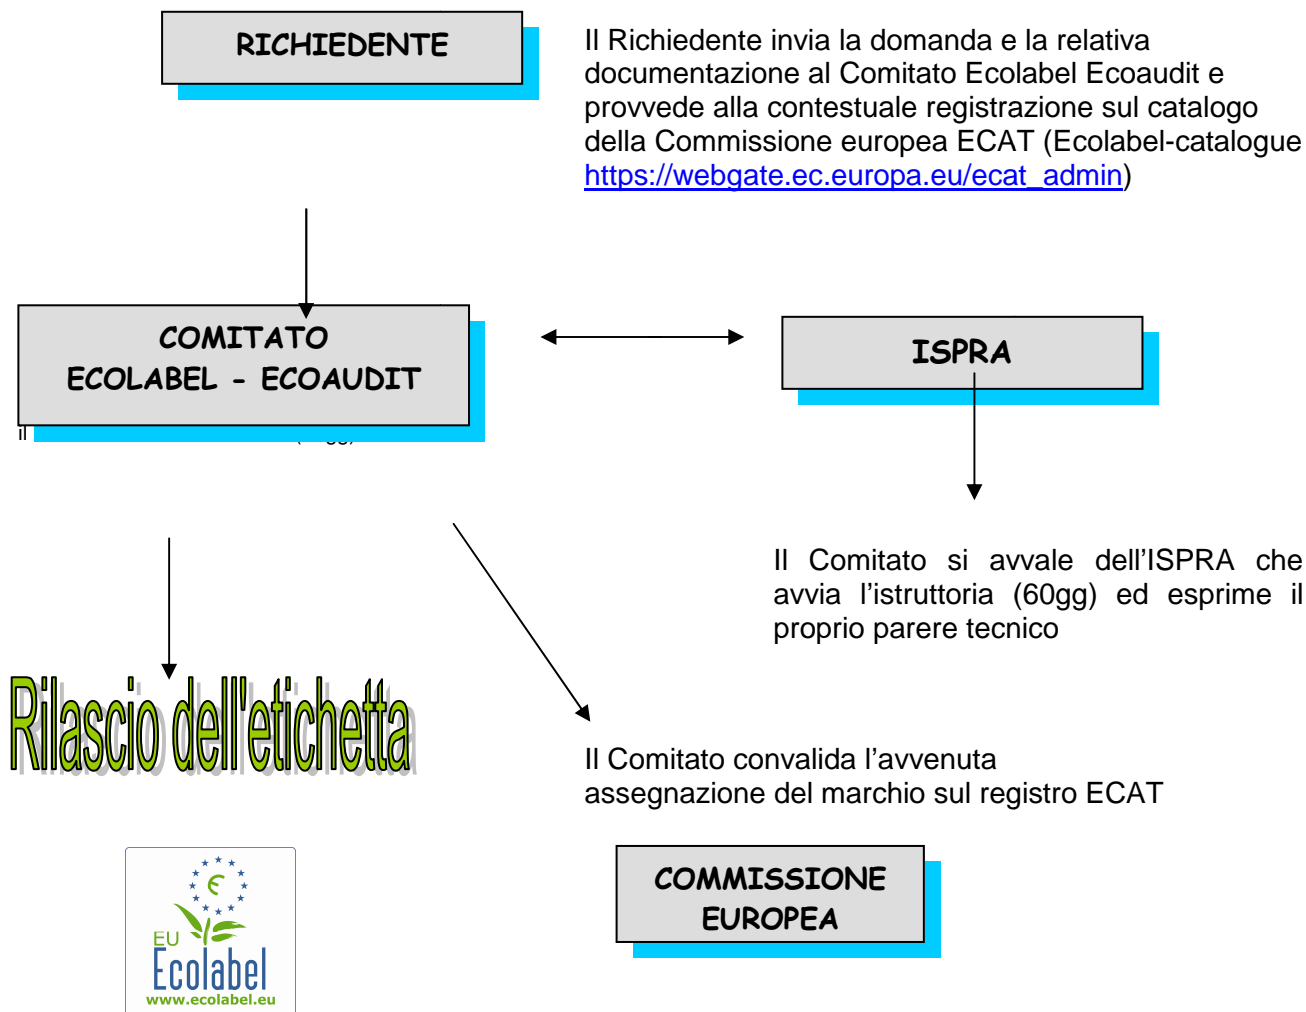 RICHIEDENTE
Il Richiedente invia la domanda e la relativa
documentazione al Comitato Ecolabel Ecoaudit e
provvede alla contestuale registrazione sul catalogo
della Commissione europea ECAT (Ecolabel-catalogue
https://webgate.ec.europa.eu/ecat_admin)
COMITATO
ECOLABEL - ECOAUDIT
ISPRA
il
Il Comitato si avvale dell'ISPRA che
avvia l'istruttoria (60gg) ed esprime il
proprio parere tecnico
Rilascio dell'etichetta
Il Comitato convalida l'avvenuta
assegnazione del marchio sul registro ECAT
COMMISSIONE
EUROPEA
EU
Ecolabel
www.ecolabel.eu